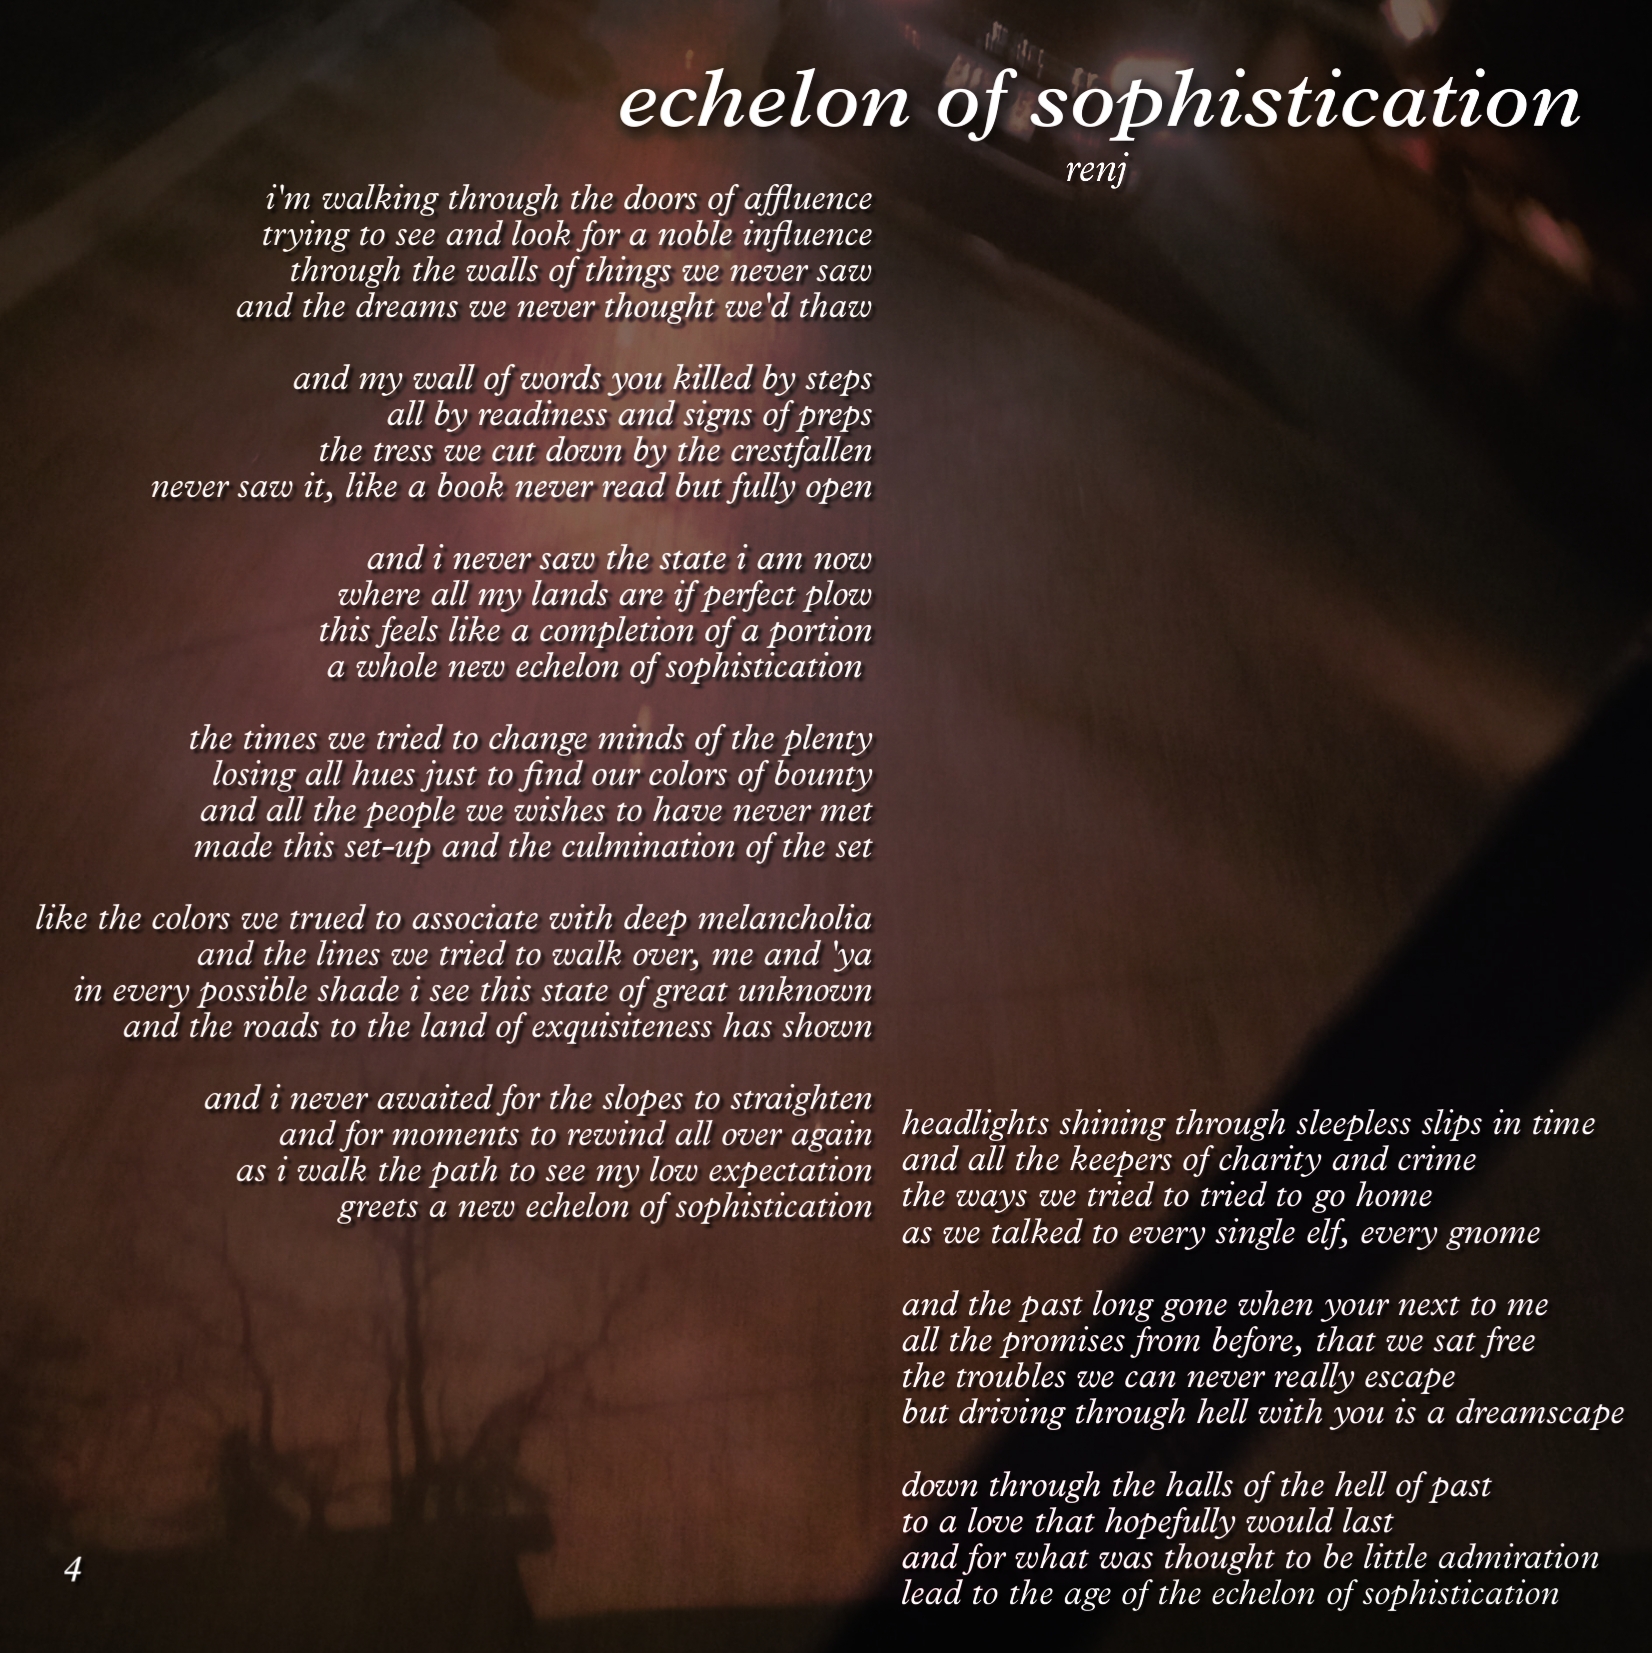 echelon of sophistication
renj
i'm walking through the doors of affluence
trying to see and look for a noble influence
through the walls of things we never saw
and the dreams we never thought we'd thaw
and my wall of words you killed by steps
all by readiness and signs of preps
the tress we cut down by the crestfallen
never saw it, like a book never read but fully open
and i never saw the state i am now
where all my lands are if perfect plow
this feels like a completion of a portion
a whole new echelon of sophistication
the times we tried to change minds of the plenty
losing all hues just to find our colors of bounty
and all the people we wishes to have never met
made this set-up and the culmination of the set
like the colors we trued to associate with deep melancholia
and the lines we tried to walk over, me and 'ya
in every possible shade i see this state of great unknown
and the roads to the land of exquisiteness has shown
and i never awaited for the slopes to straighten
and for moments to rewind all over again
as i walk the path to see my low expectation
greets a new echelon of sophistication
headlights shining through sleepless slips in time
and all the keepers of charity and crime
the ways we tried to tried to go home
as we talked to every single elf, every gnome
and the past long gone when your next to me
all the promises from before, that we sat free
the troubles we can never really escape
but driving through hell with you is a dreamscape
down through the halls of the hell of past
to a love that hopefully would last
and for what was thought to be little admiration
lead to the age of the echelon of sophistication
4